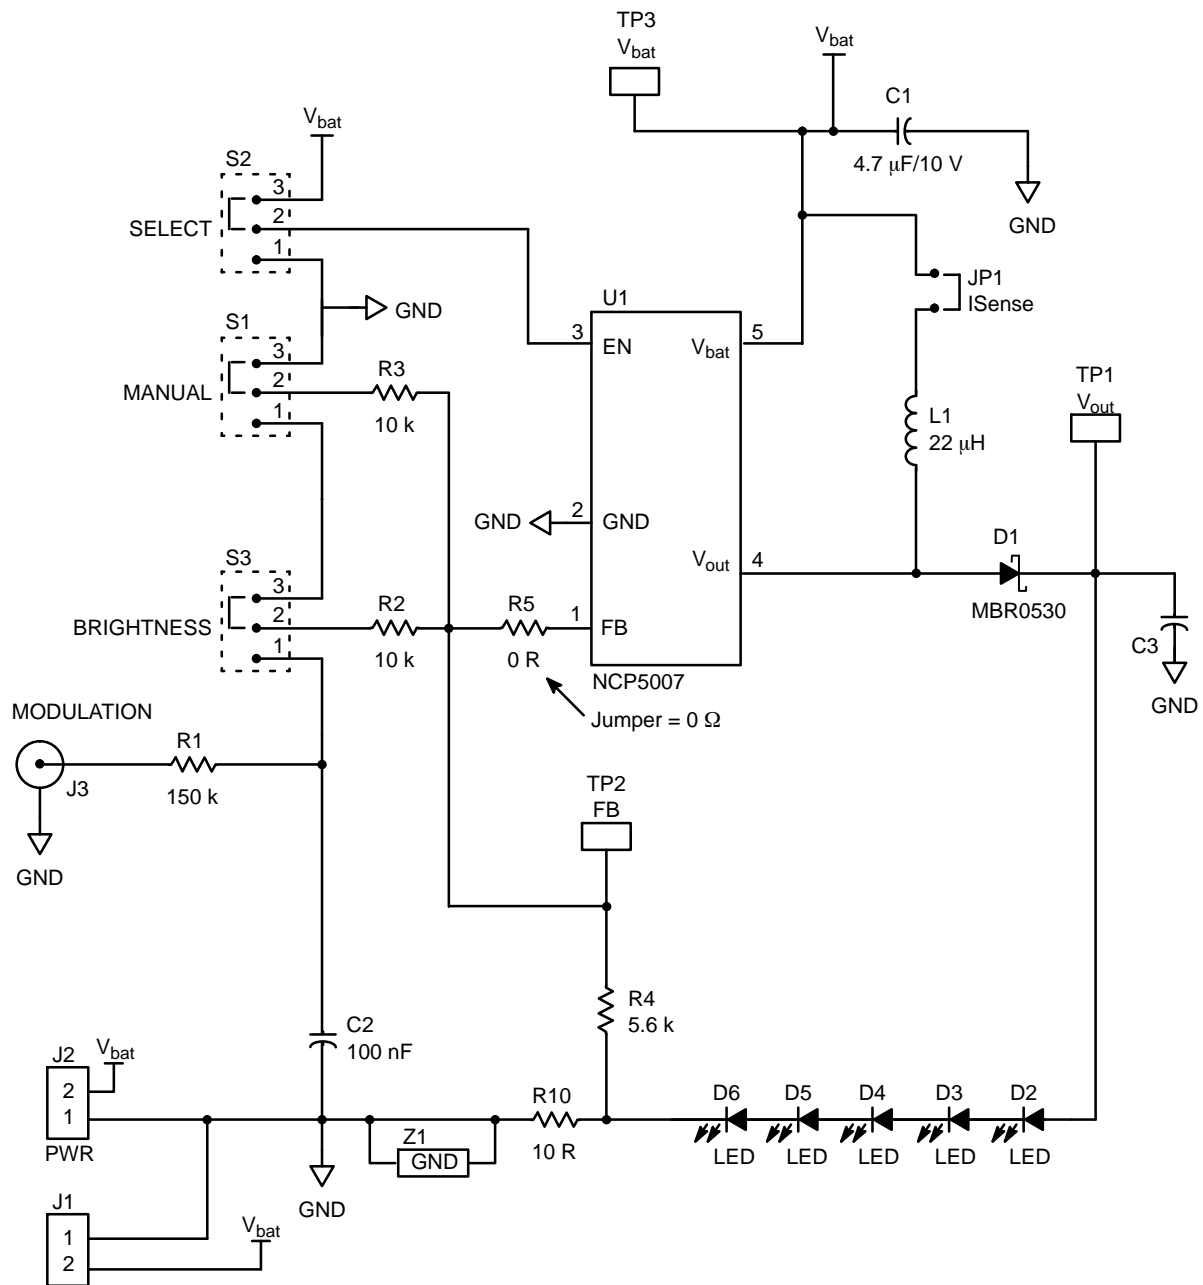 TP3
Vbat
Vbat
C1
4.7 μF/10 V
GND
Vbat
S2
3
2
1
SELECT
GND
S1
3
2
1
MANUAL
R3
10 k
U1
3
EN
Vbat
5
JP1
ISense
L1
22 μH
TP1
Vout
GND
2
GND
Vout
4
D1
MBR0530
C3
GND
S3
3
2
1
BRIGHTNESS
R2
10 k
R5
0 R
1
FB
NCP5007
Jumper = 0 Ω
MODULATION
J3
R1
150 k
GND
TP2
FB
R4
5.6 k
C2
100 nF
J2
Vbat
2
1
PWR
Z1
GND
R10
10 R
D6
D5
D4
D3
D2
LED
LED
LED
LED
LED
GND
J1
1
2
Vbat